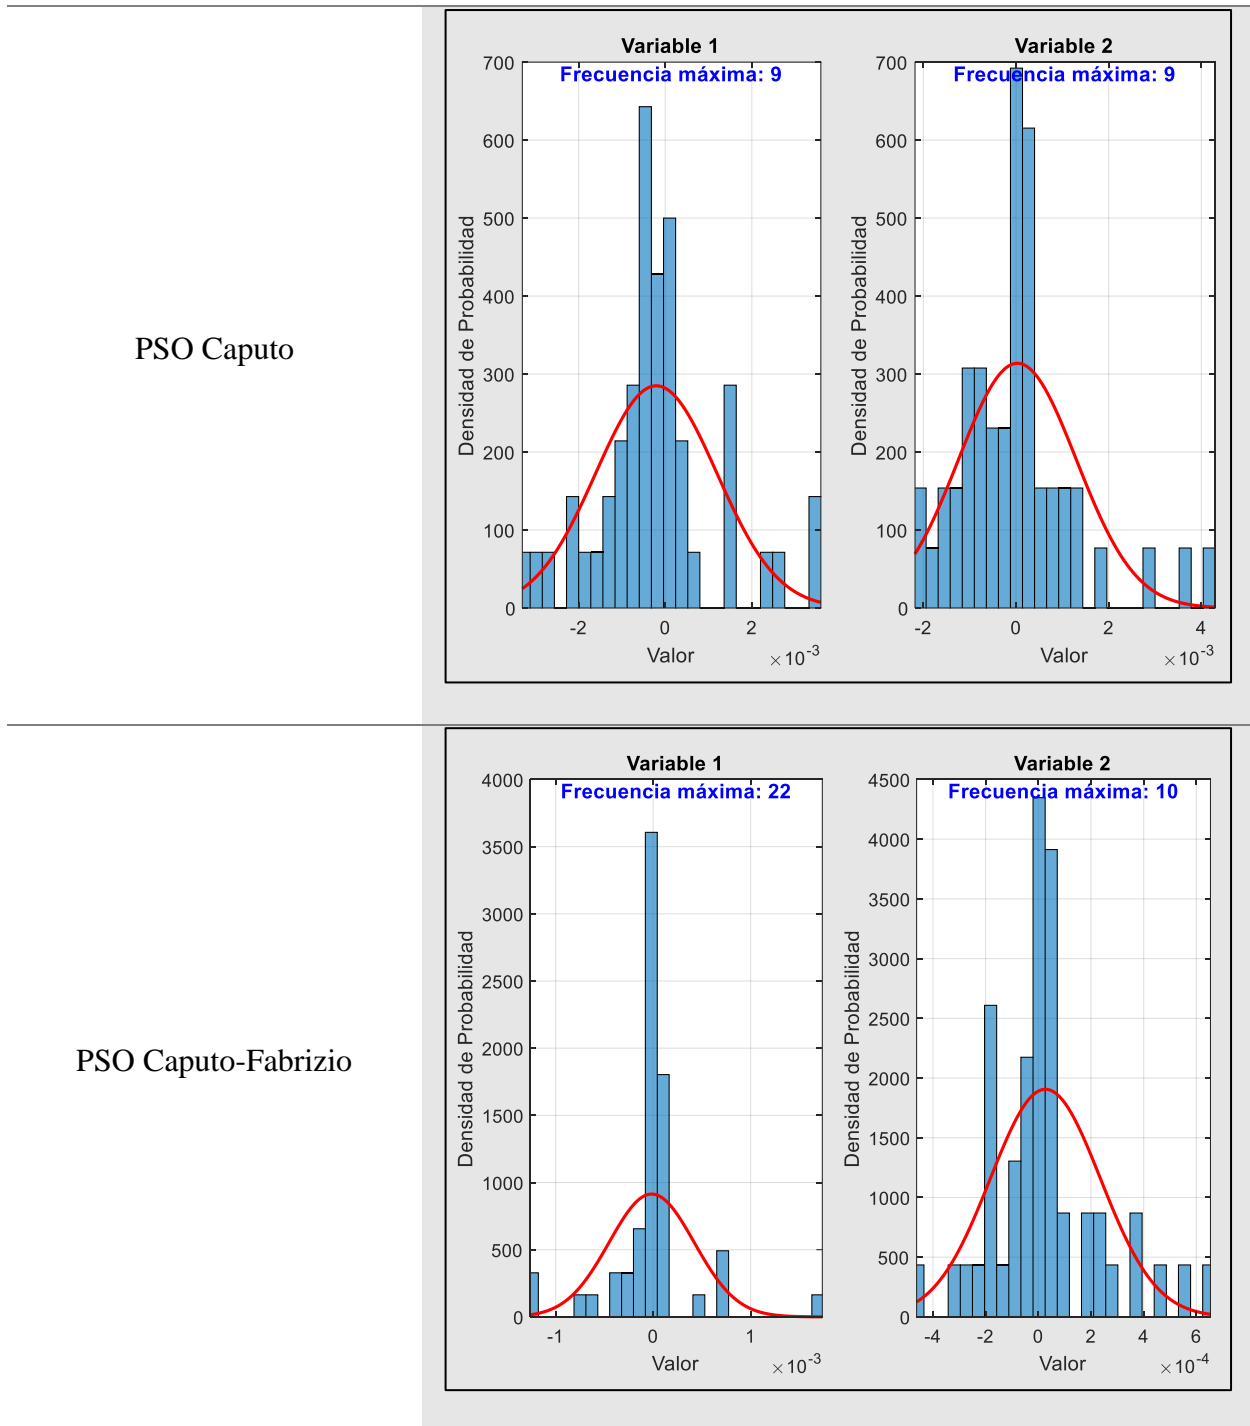 PSO Caputo
Variable 1
Frecuencia máxima: 9
Densidad de Probabilidad
700
600
500
400
300
200
100
0
-2 0 2
Valor
×10-3
Variable 2
Frecuencia máxima: 9
Densidad de Probabilidad
700
600
500
400
300
200
100
0
-2 0 2 4
Valor
×10-3
PSO Caputo-Fabrizio
Variable 1
Frecuencia máxima: 22
Densidad de Probabilidad
4000
3500
3000
2500
2000
1500
1000
500
0
-1 0 1
Valor
×10-3
Variable 2
Frecuencia máxima: 10
Densidad de Probabilidad
4500
4000
3500
3000
2500
2000
1500
1000
500
0
-4 -2 0 2 4 6
Valor
×10-4